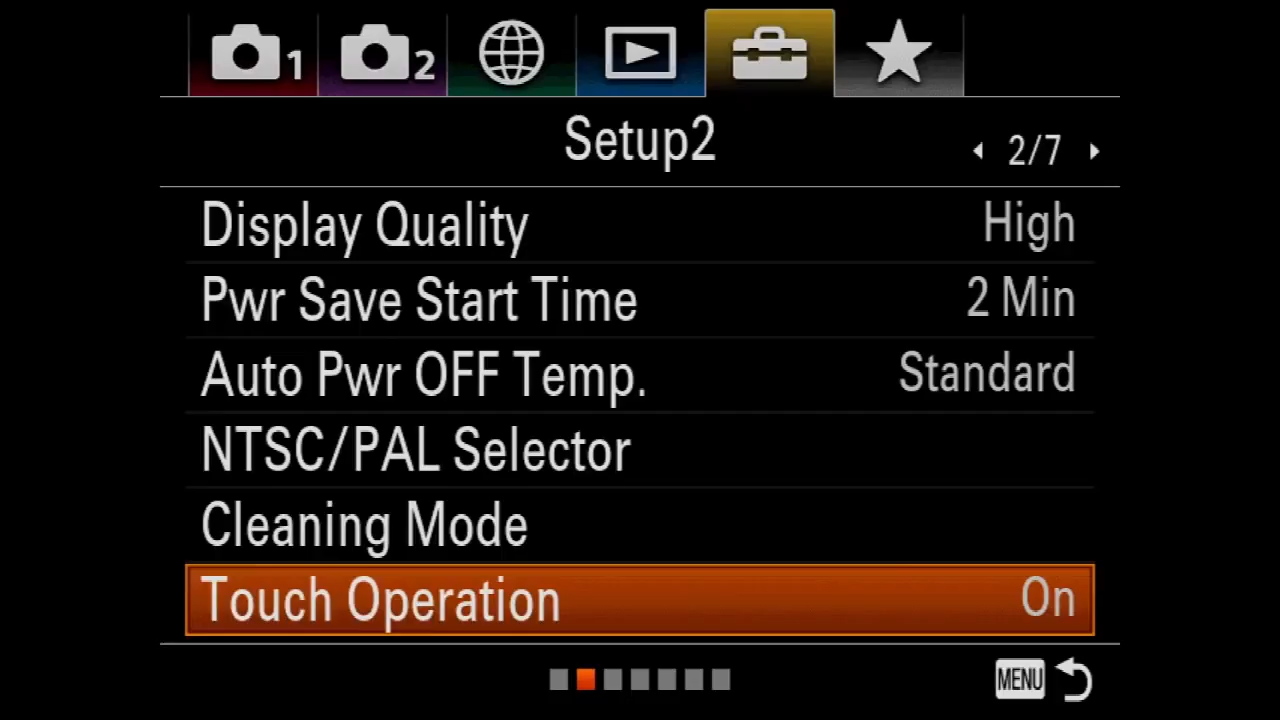 1 2
Setup2
2/7
Display Quality High
Pwr Save Start Time 2 Min
Auto Pwr OFF Temp. Standard
NTSC/PAL Selector
Cleaning Mode
Touch Operation On
MENU